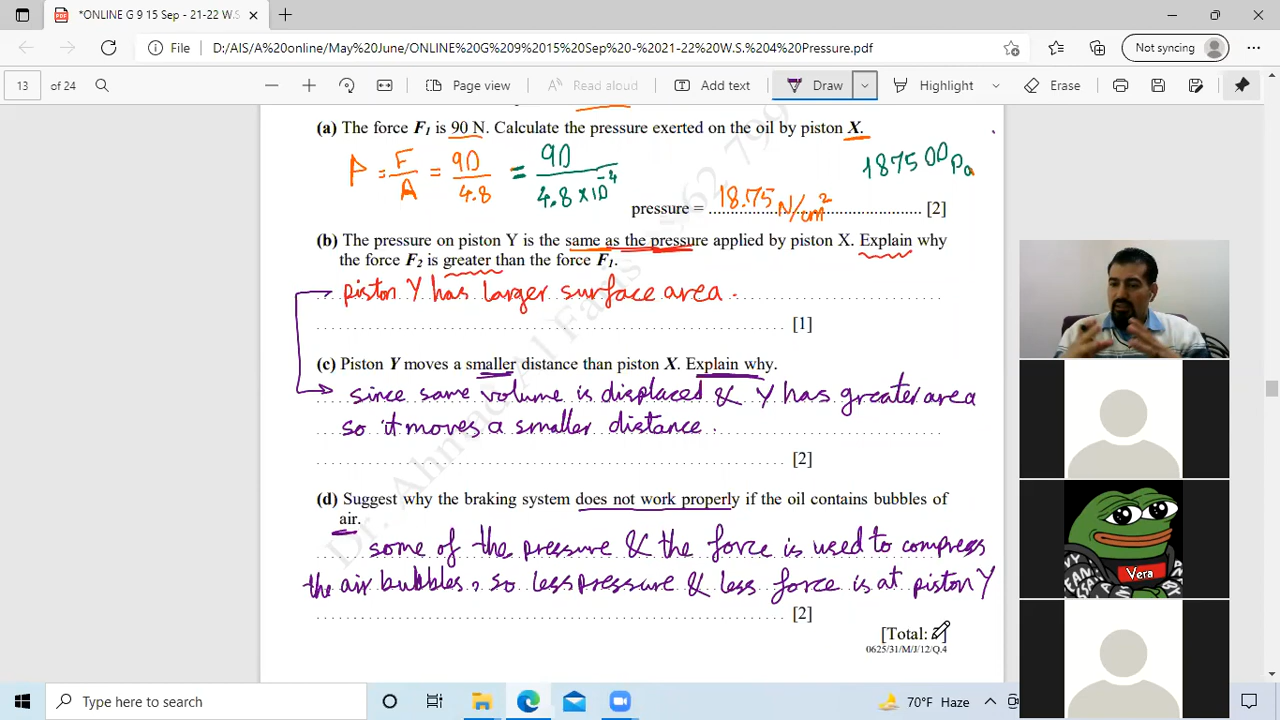 *ONLINE G 9 15 Sep - 21-22 W.S.
File D:/AIS/A%20online/May%20June/ONLINE%20G%209%2015%20Sep%20-%2021-22%20W.S.%204%20Pressure.pdf
Not syncing
13 of 24 Page view Read aloud Add text Draw Highlight Erase
(a) The force F1 is 90 N. Calculate the pressure exerted on the oil by piston X.
P = F/A = 90/4.8 = 90/4.8 × 10^-4
187500 Pa
pressure = 18.75 N/cm² [2]
(b) The pressure on piston Y is the same as the pressure applied by piston X. Explain why
the force F2 is greater than the force F1.
piston Y has larger surface area.
[1]
(c) Piston Y moves a smaller distance than piston X. Explain why.
since same volume is displaced & Y has greater area
so it moves a smaller distance.
[2]
(d) Suggest why the braking system does not work properly if the oil contains bubbles of
air.
some of the pressure & the force is used to compress
the air bubbles, so less pressure & less force is at piston Y
[2]
[Total:
0625/31/M/J/12/Q.4
Vera
Type here to search
70°F Haze